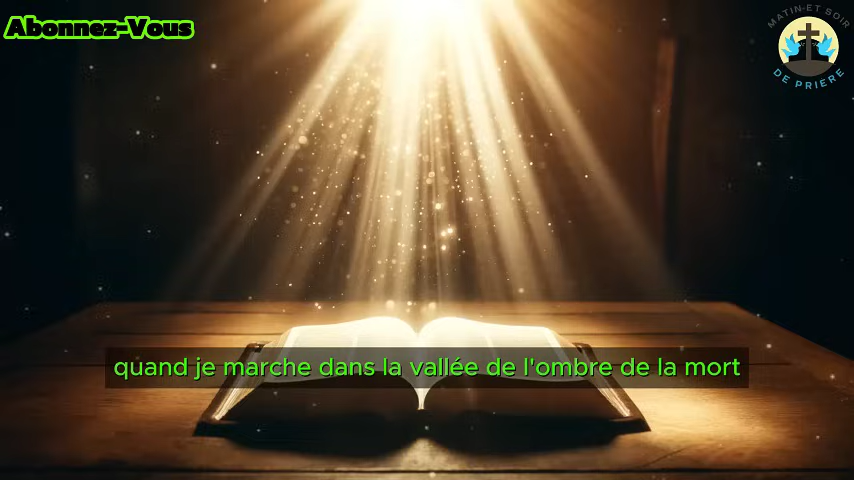 Abonnez-Vous
MATIN-ET SOIR
DE PRIERE
quand je marche dans la vallée de l'ombre de la mort